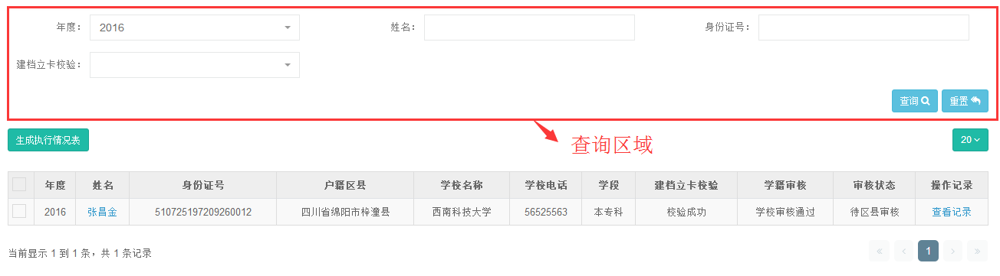 年度： 2016 姓名： 身份证号：
建档立卡校验：
查询 重置
生成执行情况表 查询区域 20
年度 姓名 身份证号 户籍区县 学校名称 学校电话 学段 建档立卡校验 学籍审核 审核状态 操作记录
2016 张昌金 510725197209260012 四川省绵阳市梓潼县 西南科技大学 56525563 本专科 校验成功 学校审核通过 待区县审核 查看记录
当前显示 1 到 1 条，共 1 条记录 « ‹ 1 › »